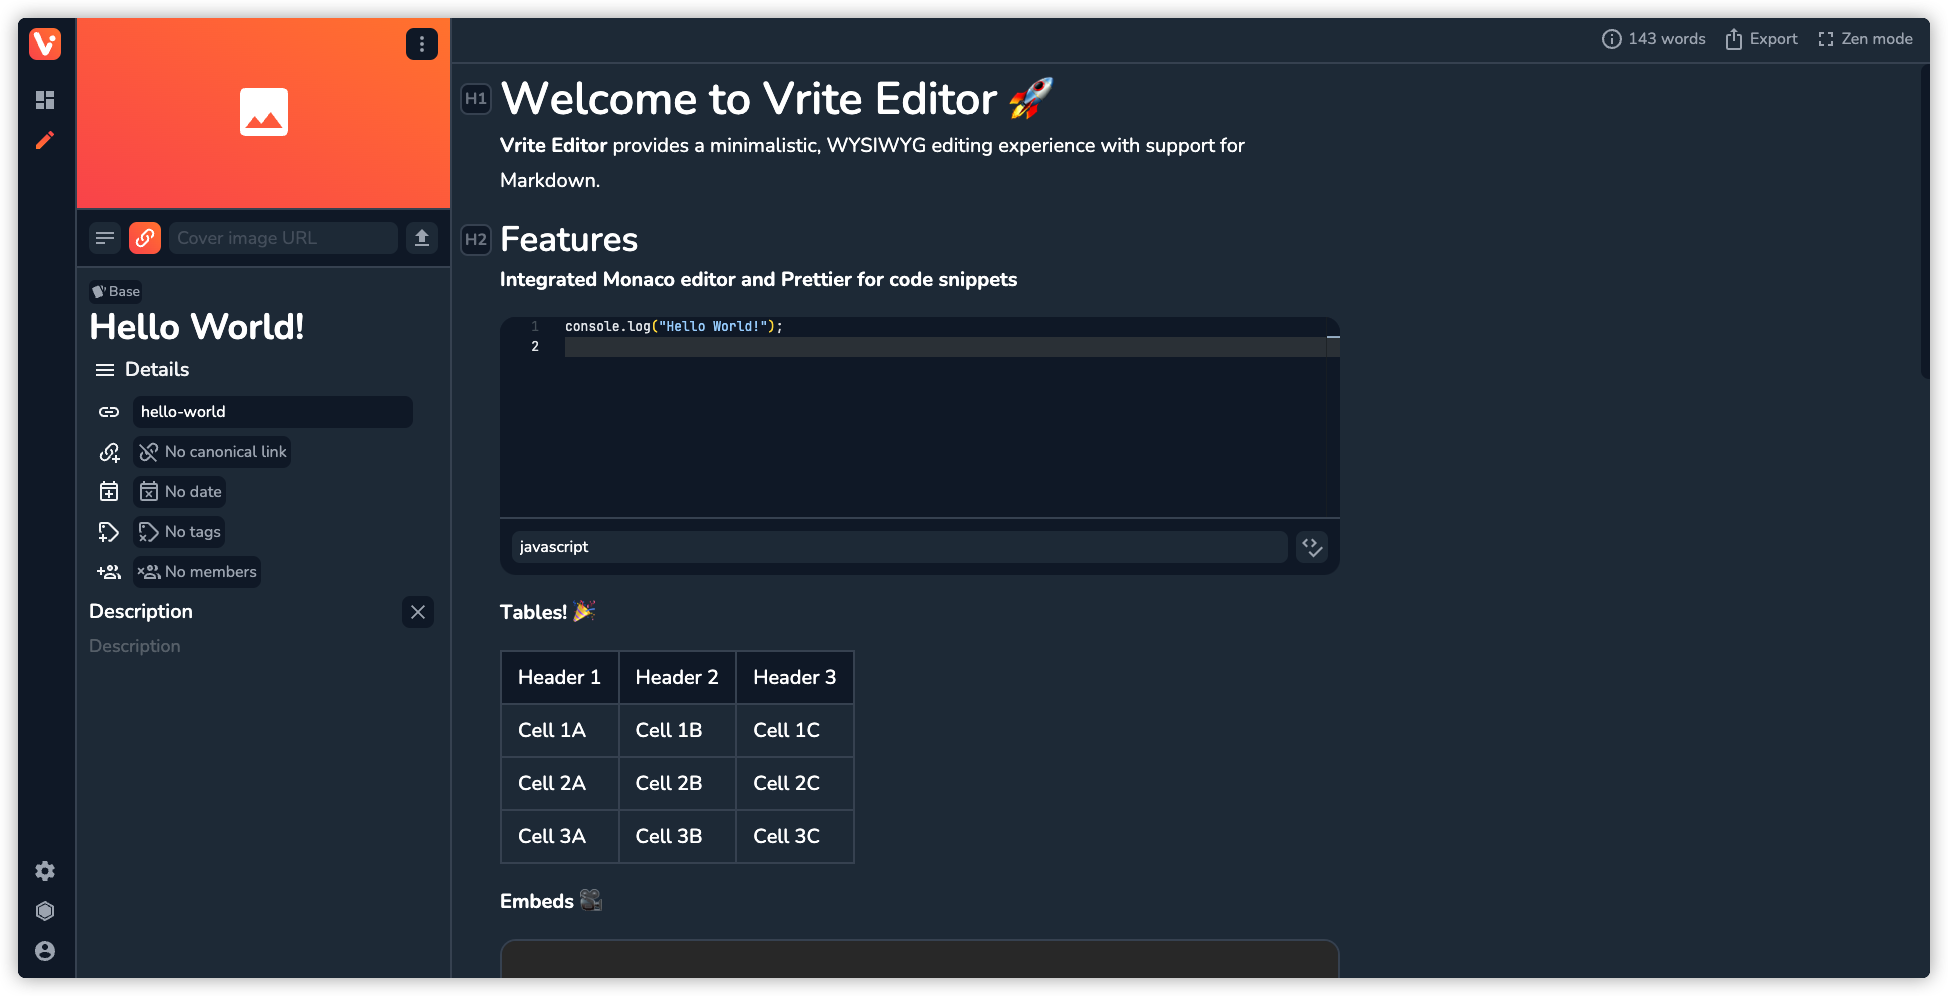 143 words
Export
Zen mode
Cover image URL
Base
Hello World!
Details
hello-world
No canonical link
No date
No tags
No members
Description
Description
H1 Welcome to Vrite Editor 🚀
Vrite Editor provides a minimalistic, WYSIWYG editing experience with support for
Markdown.
H2 Features
Integrated Monaco editor and Prettier for code snippets
1 console.log("Hello World!");
2
javascript
Tables! 🎉
Header 1 Header 2 Header 3
Cell 1A Cell 1B Cell 1C
Cell 2A Cell 2B Cell 2C
Cell 3A Cell 3B Cell 3C
Embeds 🎥